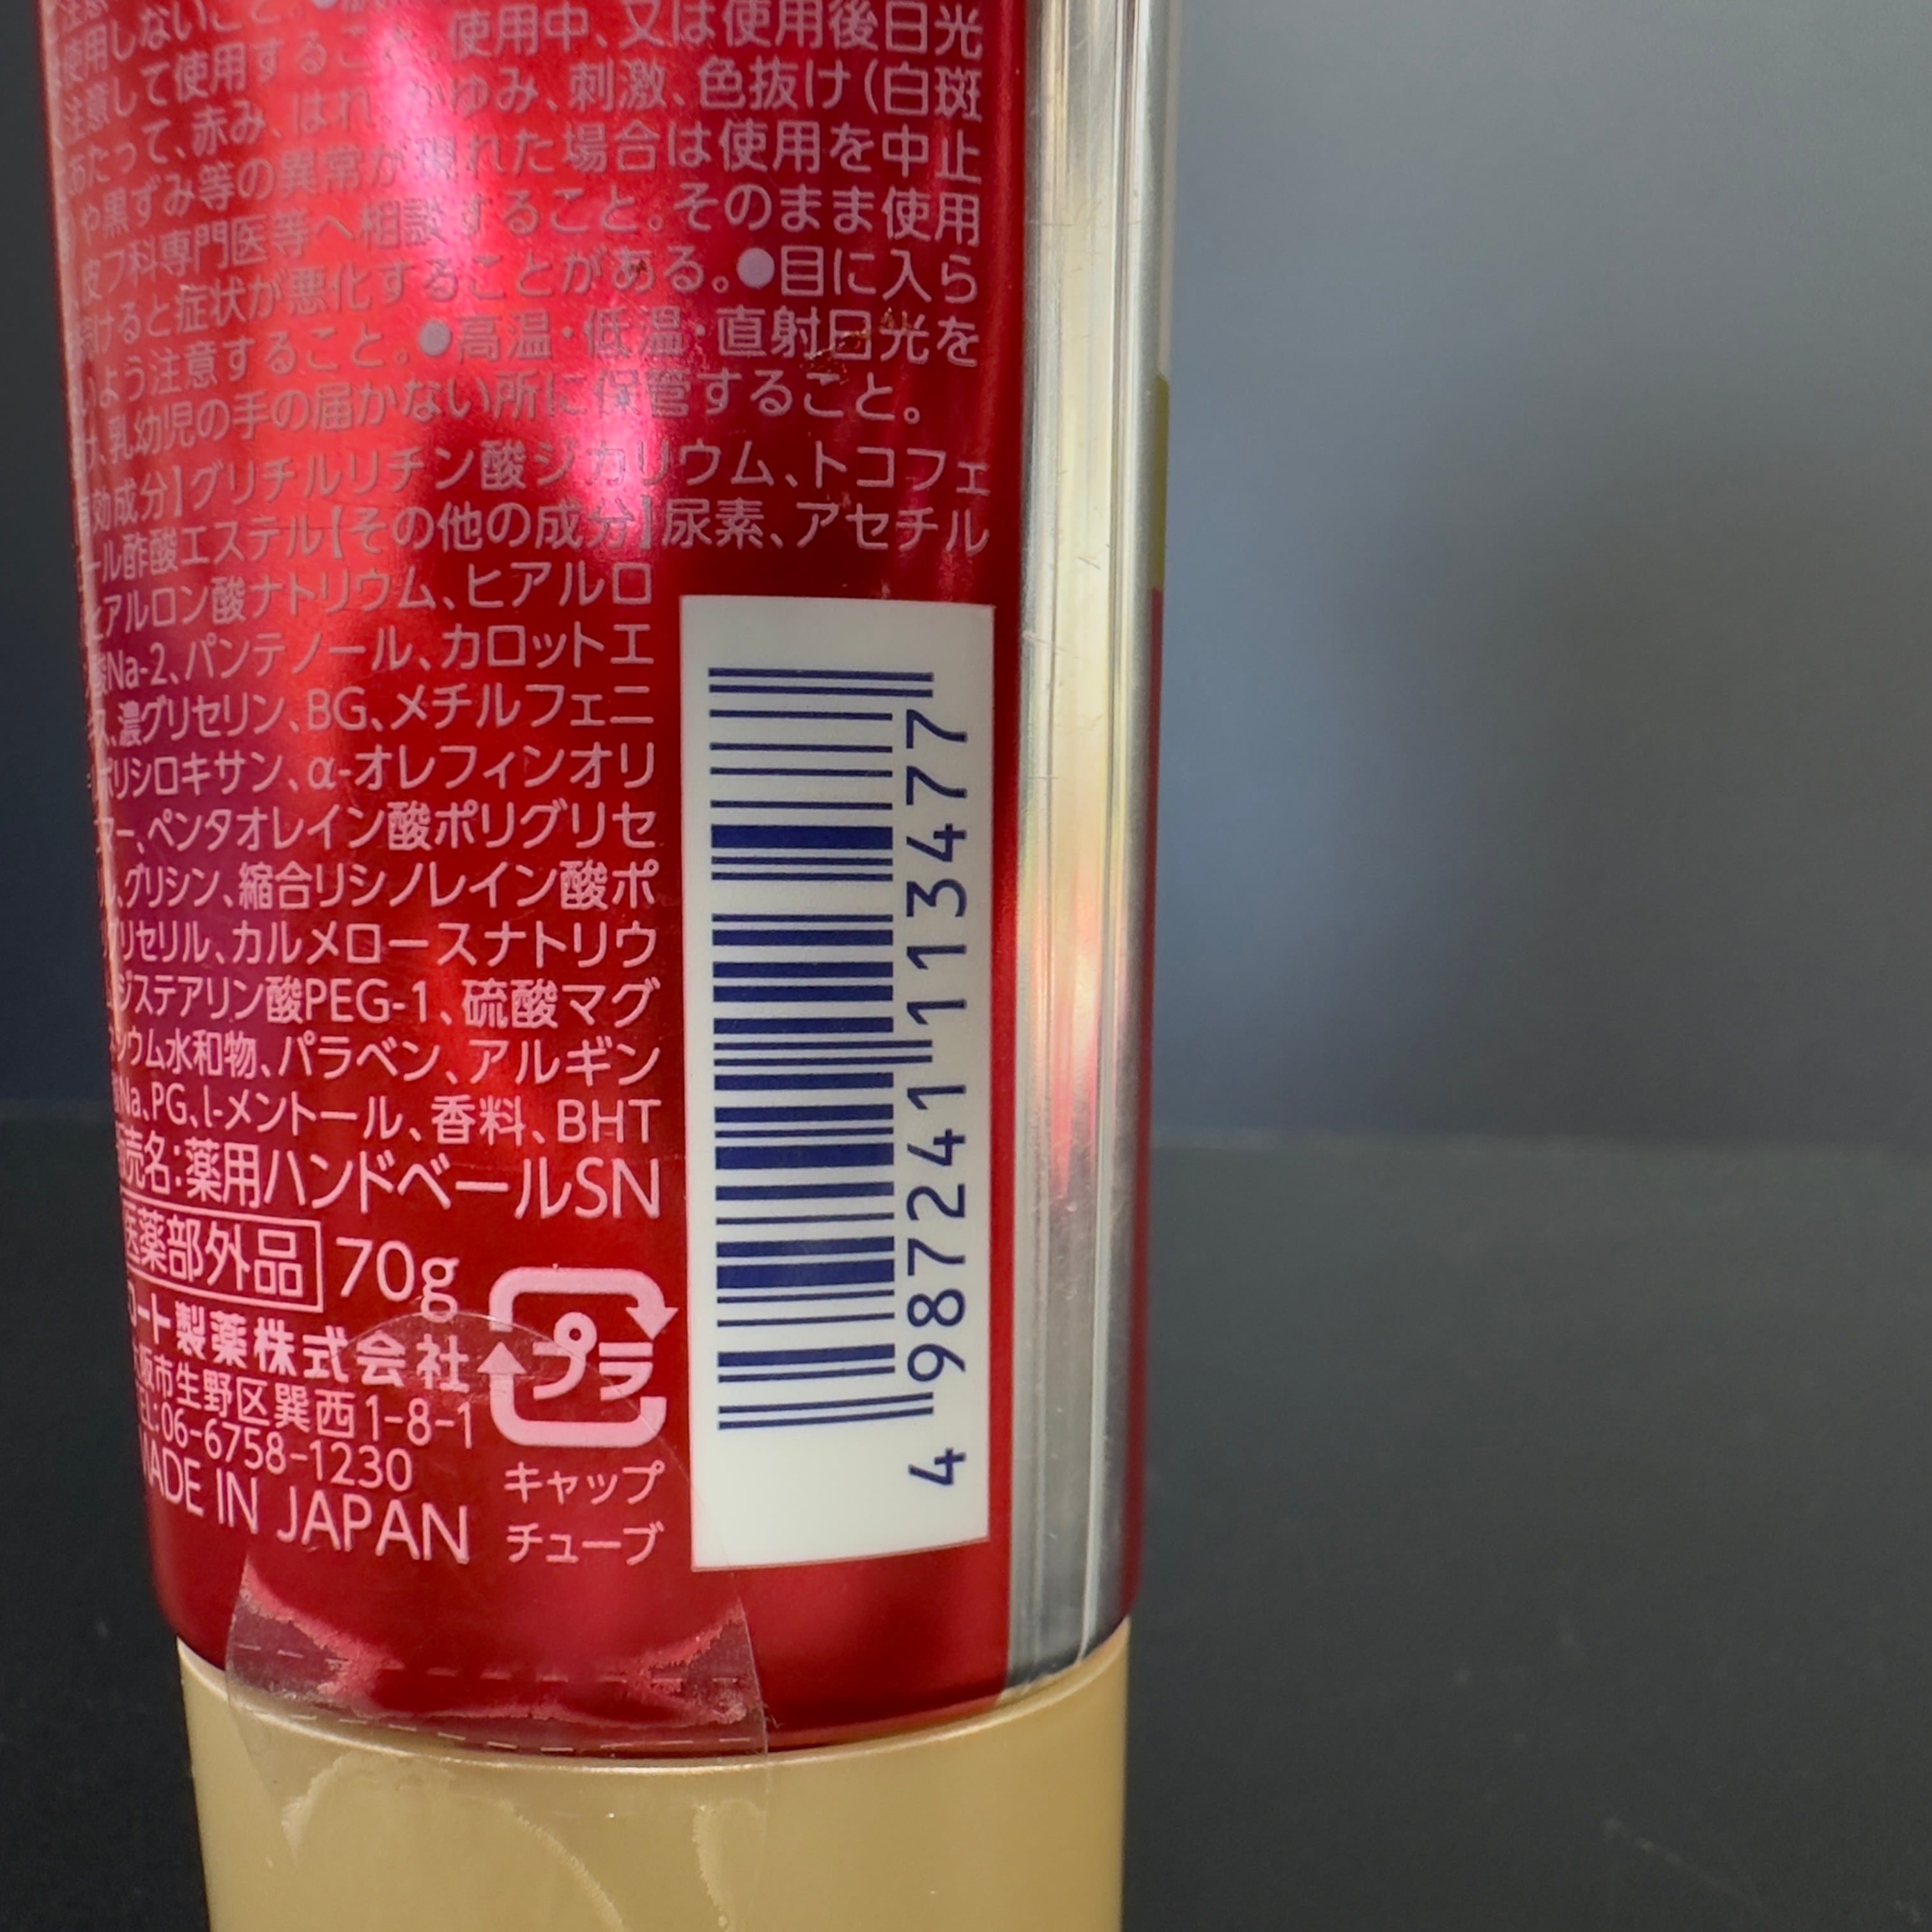 使用しないこと。
注意して使用すること。使用中、又は使用後日光
あたって、赤み、はれ、かゆみ、刺激、色抜け(白斑
)や黒ずみ等の異常が現れた場合は使用を中止
皮フ科専門医等へ相談すること。そのまま使用
けると症状が悪化することがある。●目に入ら
よう注意すること。●高温・低温・直射日光を
け、乳幼児の手の届かない所に保管すること。
効成分】グリチルリチン酸ジカリウム、トコフェ
ール酢酸エステル【その他の成分】尿素、アセチル
ヒアルロン酸ナトリウム、ヒアルロ
酸Na-2、パンテノール、カロットエ
ス、濃グリセリン、BG、メチルフェニ
ポリシロキサン、α-オレフィンオリ
マー、ペンタオレイン酸ポリグリセ
ル、グリシン、縮合リシノレイン酸ポ
グリセリル、カルメロースナトリウ
ジステアリン酸PEG-1、硫酸マグ
シウム水和物、パラベン、アルギン
酸Na、PG、l-メントール、香料、BHT
売名:薬用ハンドベールSN
医薬部外品 70g
ロート製薬株式会社
阪市生野区巽西1-8-1
EL:06-6758-1230
MADE IN JAPAN
プラ
キャップ
チューブ
4 987241 113477